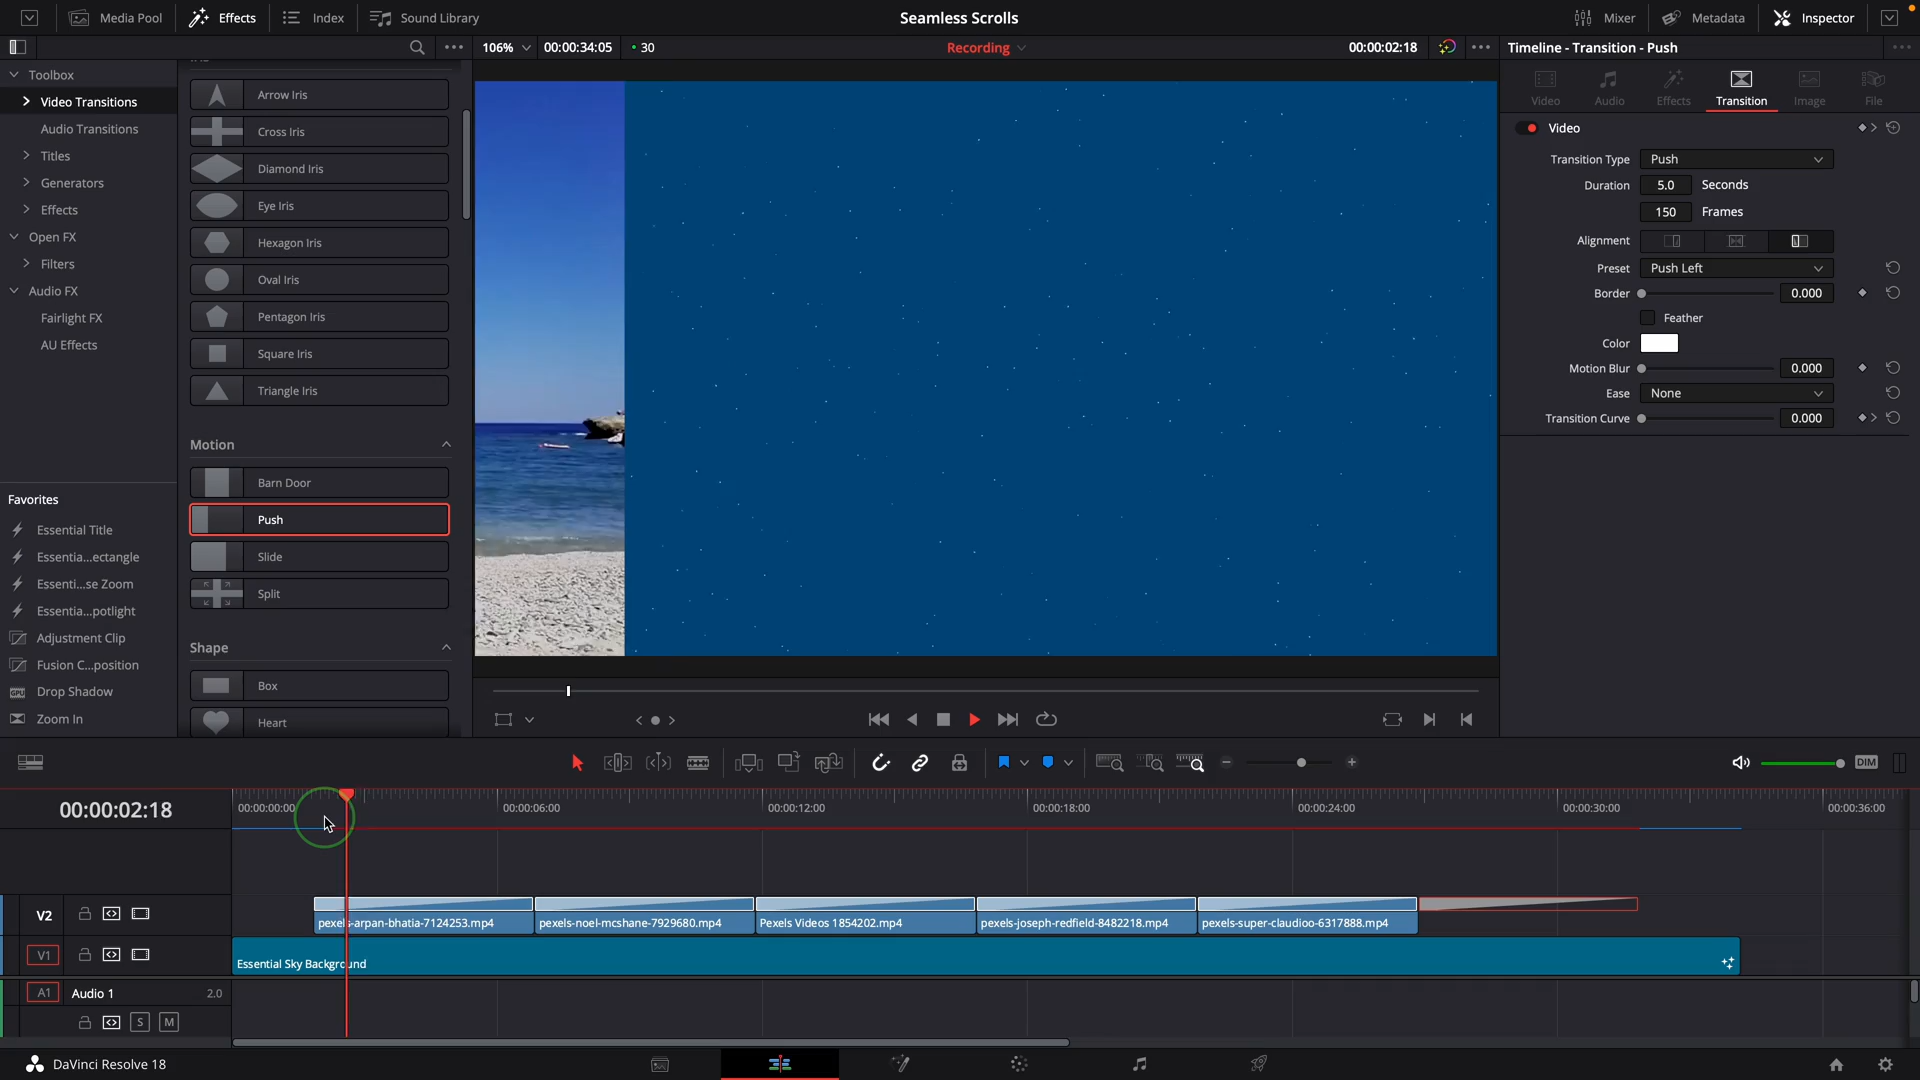 Media Pool
Effects
Index
Sound Library
Seamless Scrolls
Mixer
Metadata
Inspector
106%
00:00:34:05
30
Recording
00:00:02:18
Timeline - Transition - Push
Toolbox
Video Transitions
Audio Transitions
Titles
Generators
Effects
Open FX
Filters
Audio FX
Fairlight FX
AU Effects
Favorites
Essential Title
Essentia...ectangle
Essenti...se Zoom
Essentia...potlight
Adjustment Clip
Fusion C...position
Drop Shadow
Zoom In
Arrow Iris
Cross Iris
Diamond Iris
Eye Iris
Hexagon Iris
Oval Iris
Pentagon Iris
Square Iris
Triangle Iris
Motion
Barn Door
Push
Slide
Split
Shape
Box
Heart
Video
Audio
Effects
Transition
Image
File
Video
Transition Type
Push
Duration
5.0
Seconds
150
Frames
Alignment
Preset
Push Left
Border
0.000
Feather
Color
Motion Blur
0.000
Ease
None
Transition Curve
0.000
DIM
00:00:02:18
00:00:00:00
00:00:06:00
00:00:12:00
00:00:18:00
00:00:24:00
00:00:30:00
00:00:36:00
V2
pexels-arpan-bhatia-7124253.mp4
pexels-noel-mcshane-7929680.mp4
Pexels Videos 1854202.mp4
pexels-joseph-redfield-8482218.mp4
pexels-super-claudioo-6317888.mp4
V1
Essential Sky Background
A1
Audio 1
2.0
S
M
DaVinci Resolve 18